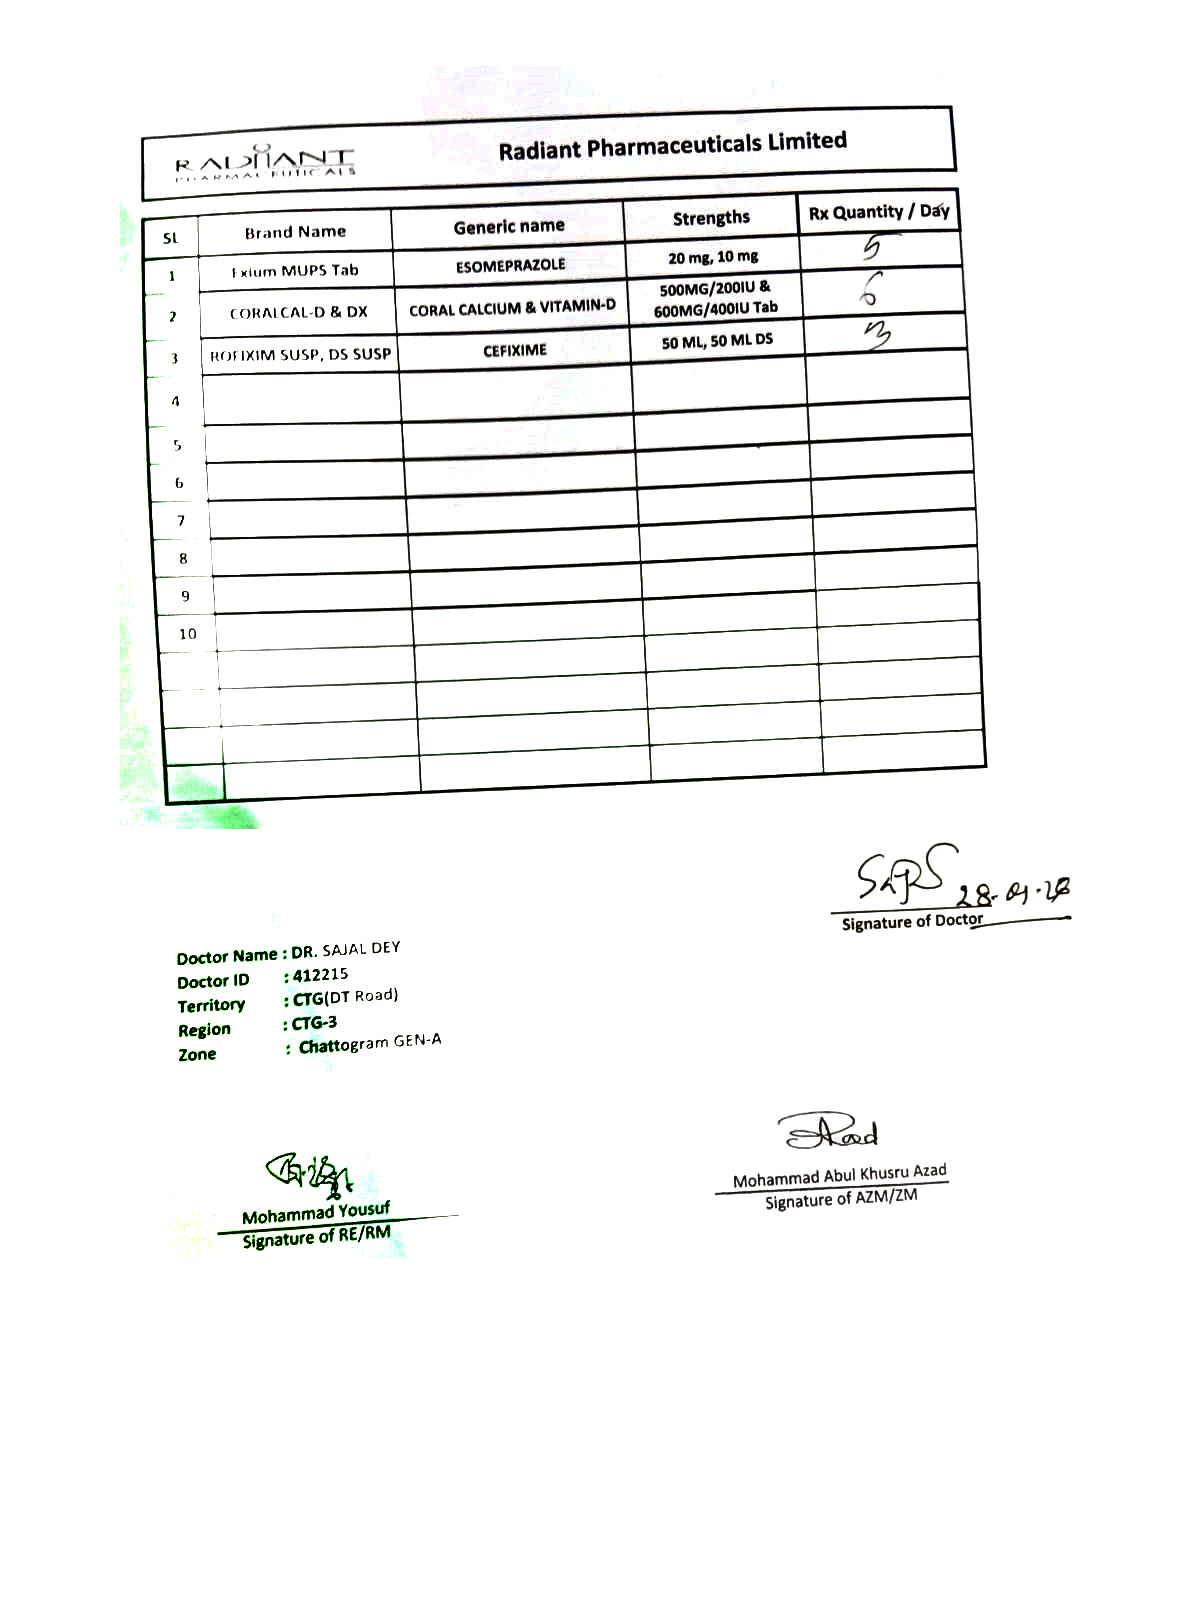 RADIANT
PHARMACEUTICALS
Radiant Pharmaceuticals Limited
SL Brand Name Generic name Strengths Rx Quantity / Day
1 Exium MUPS Tab ESOMEPRAZOLE 20 mg, 10 mg 5
2 CORALCAL-D & DX CORAL CALCIUM & VITAMIN-D 500MG/200IU &
600MG/400IU Tab 6
3 ROFIXIM SUSP, DS SUSP CEFIXIME 50 ML, 50 ML DS 3
4
5
6
7
8
9
10
Signature of Doctor
Doctor Name : DR. SAJAL DEY
Doctor ID : 412215
Territory : CTG(DT Road)
Region : CTG-3
Zone : Chattogram GEN-A
Azad
Mohammad Abul Khusru Azad
Signature of AZM/ZM
Mohammad Yousuf
Signature of RE/RM